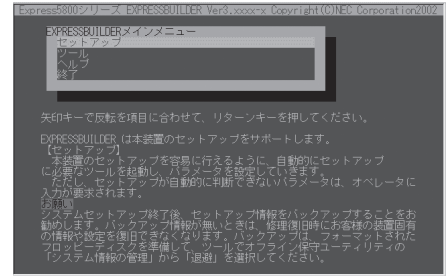 Express5800シリーズ EXPRESSBUILDER Ver3.xxxx-x Copyright(C)NEC Corporation2002
EXPRESSBUILDERメインメニュー
セットアップ
ツール
ヘルプ
終了
矢印キーで反転を項目に合わせて、リターンキーを押してください。
EXPRESSBUILDER は本装置のセットアップをサポートします。
【セットアップ】
本装置のセットアップを容易に行えるように、自動的にセットアップ
に必要なツールを起動し、パラメータを設定していきます。
ただし、セットアップが自動的に判断できないパラメータは、オペレータに
入力が要求されます。
お願い
システムセットアップ終了後、セットアップ情報をバックアップすることをお
勧めします。バックアップ情報が無いときは、修理復旧時にお客様の装置固有
の情報や設定を復旧できなくなります。バックアップは、フォーマットされた
フロッピーディスクを準備して、ツールでオフライン保守ユーティリティの
「システム情報の管理」から「退避」を選択してください。